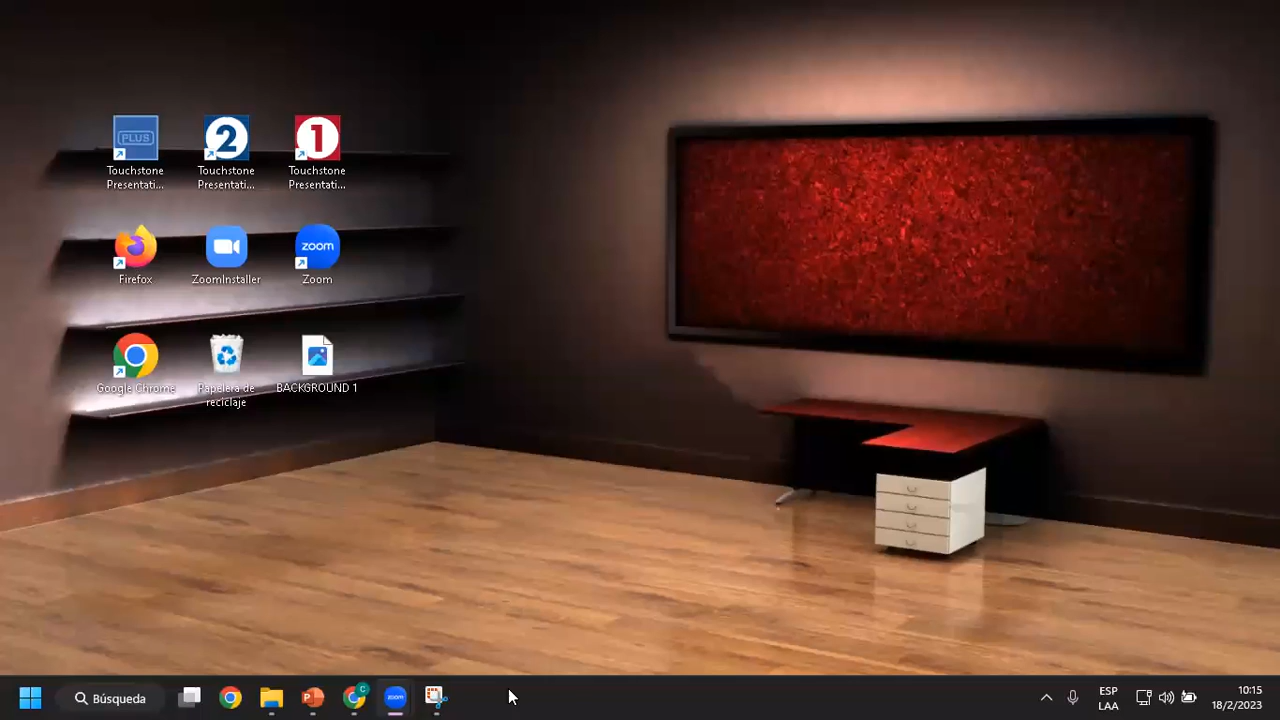 PLUS
Touchstone
Presentati...
2
Touchstone
Presentati...
1
Touchstone
Presentati...
Firefox
ZoomInstaller
zoom
Zoom
Google Chrome
Papelera de
reciclaje
BACKGROUND 1
Búsqueda
P
C
zoom
ESP
LAA
10:15
18/2/2023